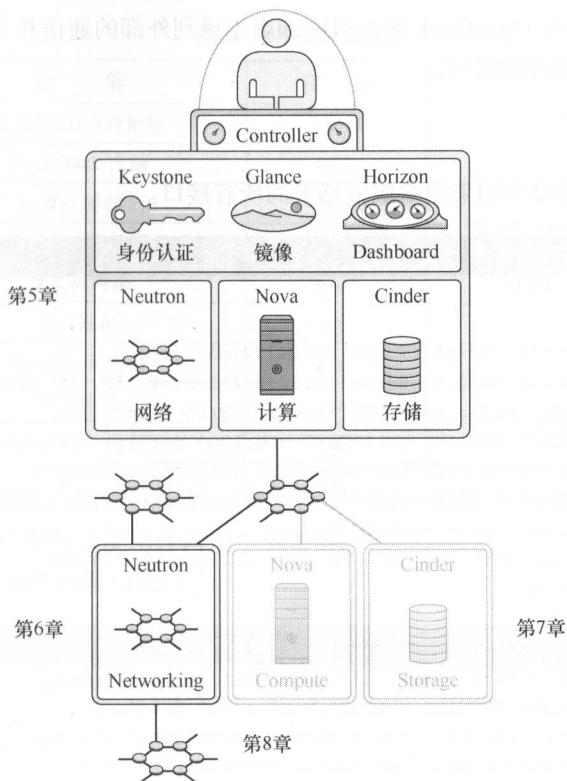 Controller
Keystone Glance Horizon
身份认证 镜像 Dashboard
第5章
Neutron Nova Cinder
网络 计算 存储
Neutron Nova Cinder
第6章
第7章
Networking Compute Storage
第8章